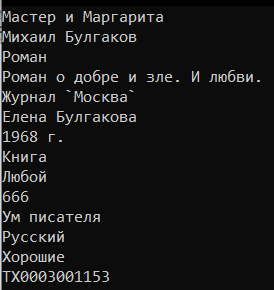 Мастер и Маргарита
Михаил Булгаков
Роман
Роман о добре и зле. И любви.
Журнал `Москва`
Елена Булгакова
1968 г.
Книга
Любой
666
Ум писателя
Русский
Хорошие
TX0003001153